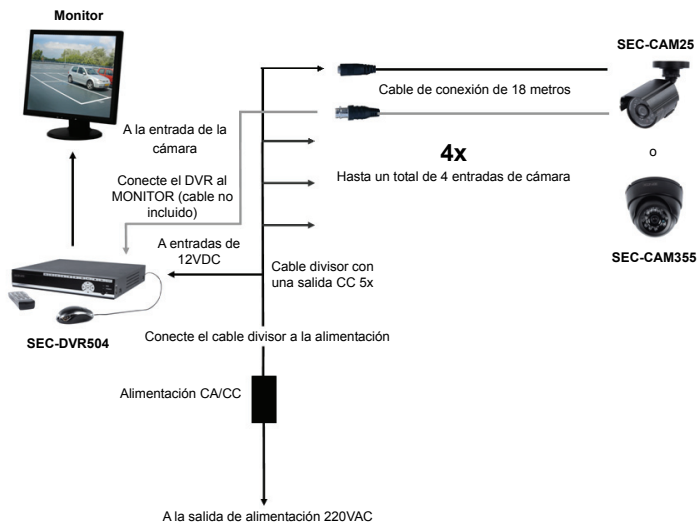 Monitor
SEC-CAM25
Cable de conexión de 18 metros
A la entrada de la
cámara
4x
o
Hasta un total de 4 entradas de cámara
Conecte el DVR al
MONITOR (cable no
incluido)
A entradas de
12VDC
SEC-CAM355
Cable divisor con
una salida CC 5x
SEC-DVR504
Conecte el cable divisor a la alimentación
Alimentación CA/CC
A la salida de alimentación 220VAC